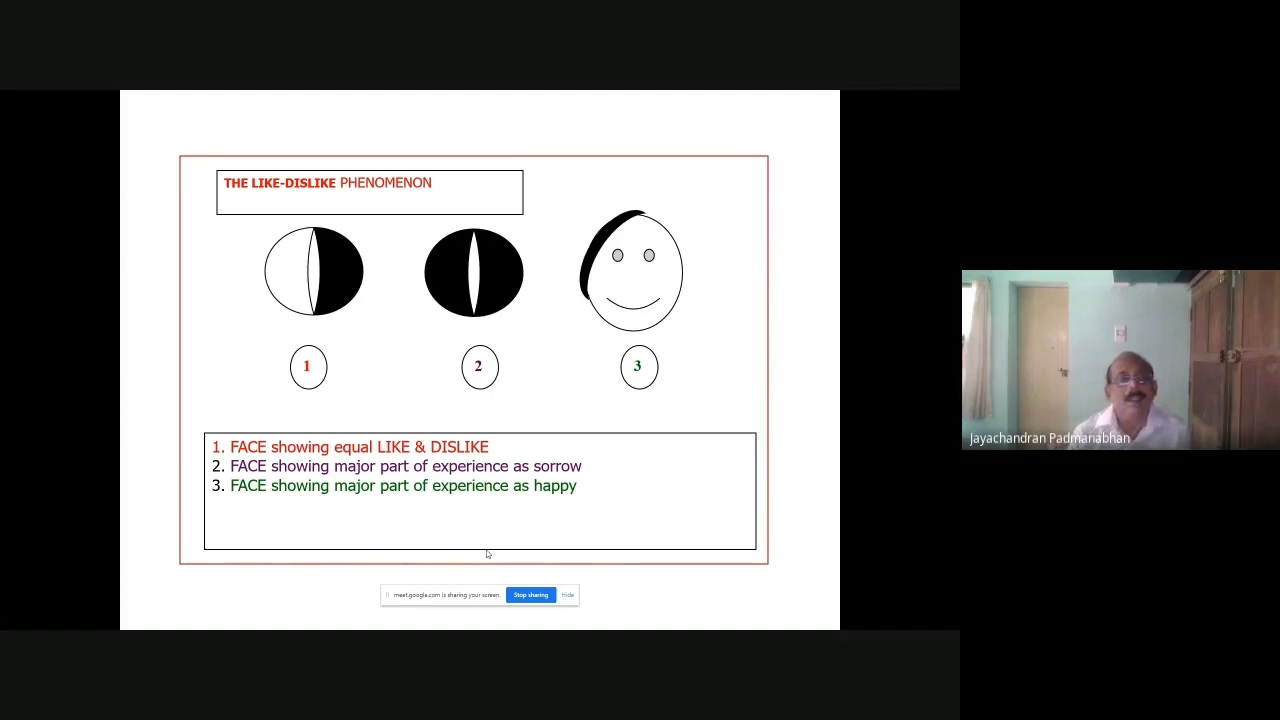 THE LIKE-DISLIKE PHENOMENON
1
2
3
1. FACE showing equal LIKE & DISLIKE
2. FACE showing major part of experience as sorrow
3. FACE showing major part of experience as happy
meet.google.com is sharing your screen. Stop sharing Hide
Jayachandran Padmanabhan